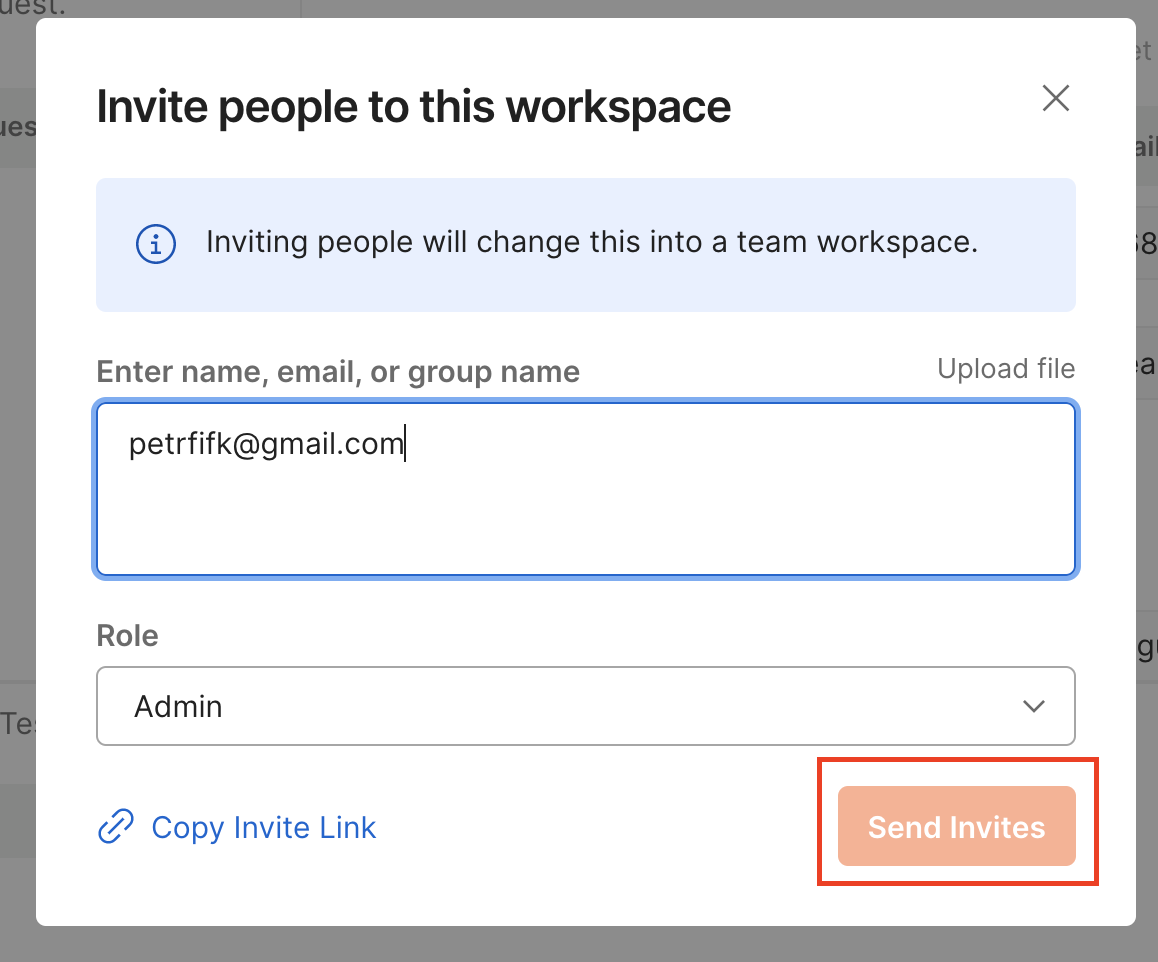 uest.
Invite people to this workspace
Inviting people will change this into a team workspace.
Enter name, email, or group name
Upload file
petrfifk@gmail.com
Role
Admin
Copy Invite Link
Send Invites